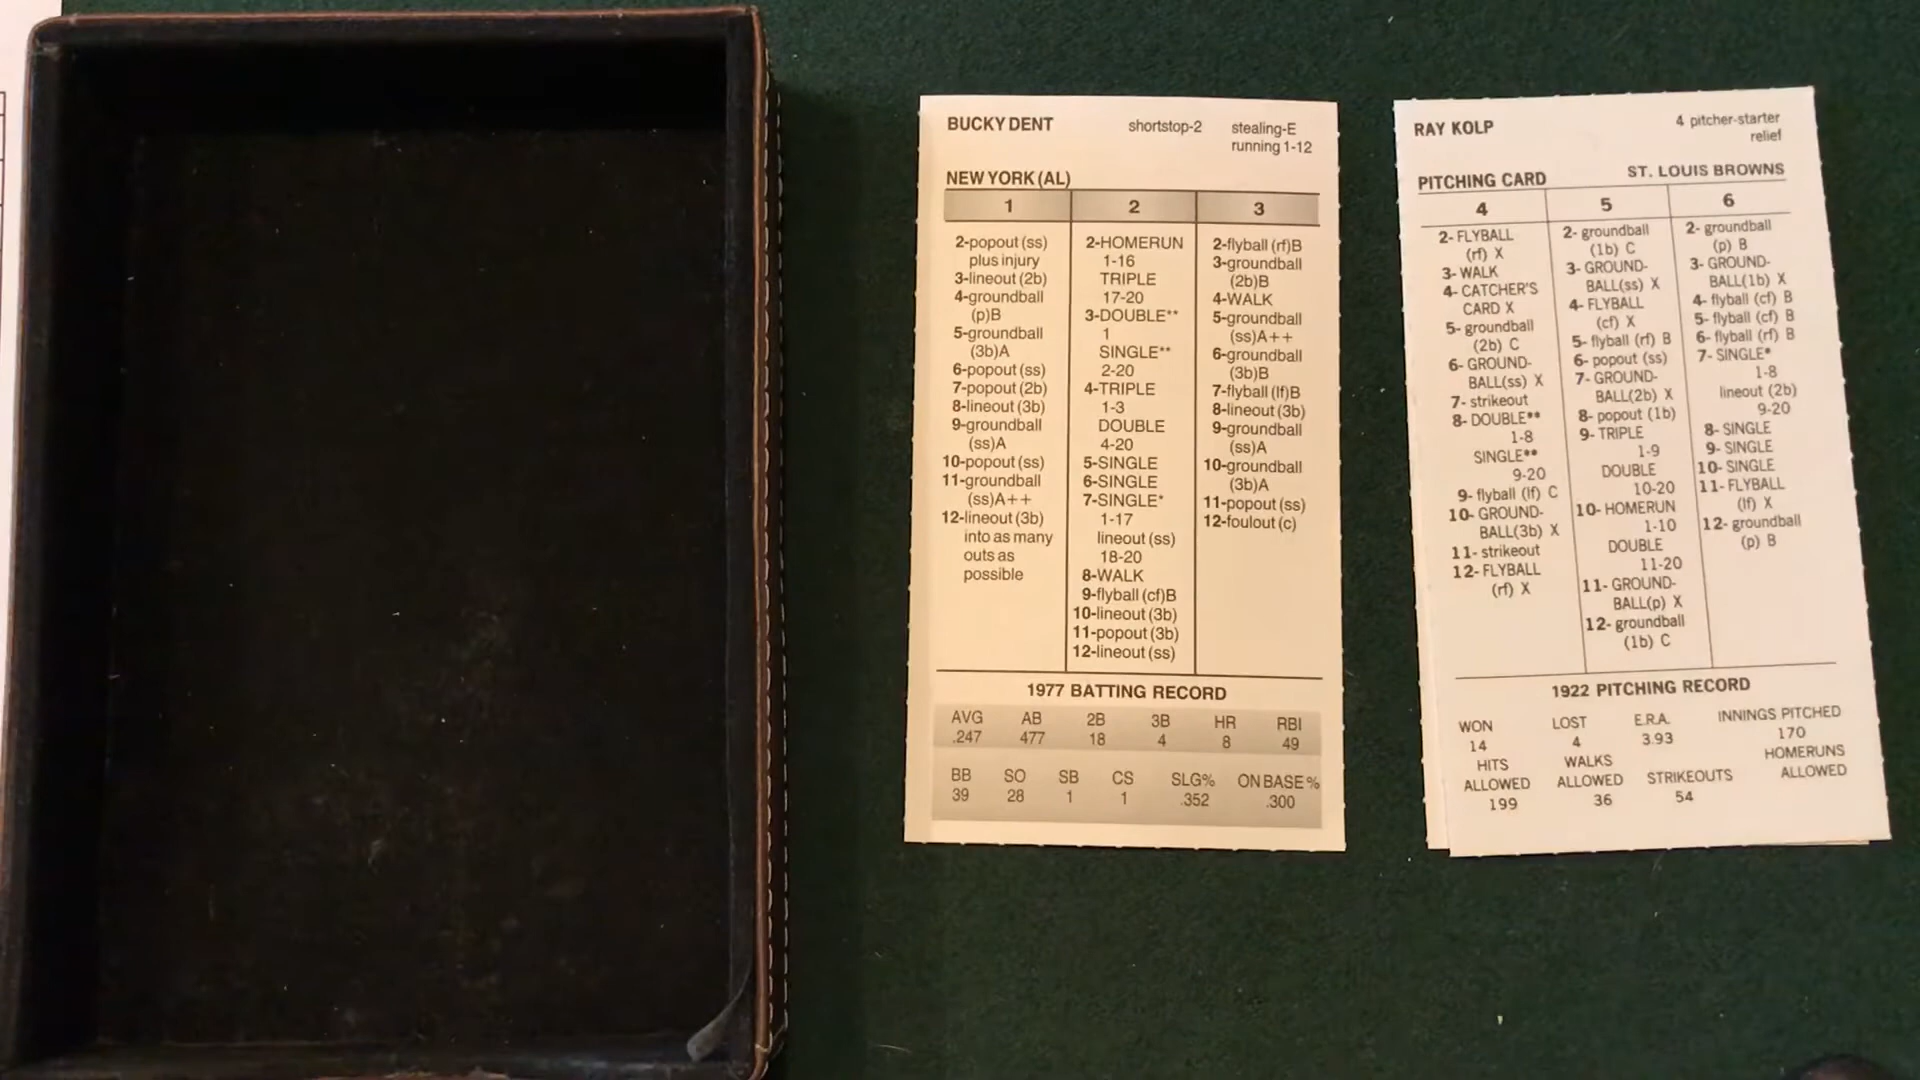 BUCKY DENT
shortstop-2
stealing-E
running 1-12
NEW YORK (AL)
1
2-popout (ss)
plus injury
3-lineout (2b)
4-groundball
(p)B
5-groundball
(3b)A
6-popout (ss)
7-popout (2b)
8-lineout (3b)
9-groundball
(ss)A
10-popout (ss)
11-groundball
(ss)A++
12-lineout (3b)
into as many
outs as
possible
2
2-HOMERUN
1-16
TRIPLE
17-20
3-DOUBLE**
1
SINGLE**
2-20
4-TRIPLE
1-3
DOUBLE
4-20
5-SINGLE
6-SINGLE
7-SINGLE*
1-17
lineout (ss)
18-20
8-WALK
9-flyball (cf)B
10-lineout (3b)
11-popout (3b)
12-lineout (ss)
3
2-flyball (rf)B
3-groundball
(2b)B
4-WALK
5-groundball
(ss)A++
6-groundball
(3b)B
7-flyball (lf)B
8-lineout (3b)
9-groundball
(ss)A
10-groundball
(3b)A
11-popout (ss)
12-foulout (c)
1977 BATTING RECORD
AVG AB 2B 3B HR RBI
.247 477 18 4 8 49
BB SO SB CS SLG% ON BASE %
39 28 1 1 .352 .300
RAY KOLP
4 pitcher-starter
relief
PITCHING CARD
ST. LOUIS BROWNS
4
2- FLYBALL
(rf) X
3- WALK
4- CATCHER'S
CARD X
5- groundball
(2b) C
6- GROUND-
BALL(ss) X
7- strikeout
8- DOUBLE**
1-8
SINGLE**
9-20
9- flyball (lf) C
10- GROUND-
BALL(3b) X
11- strikeout
12- FLYBALL
(rf) X
5
2- groundball
(1b) C
3- GROUND-
BALL(ss) X
4- FLYBALL
(cf) X
5- flyball (rf) B
6- popout (ss)
7- GROUND-
BALL(2b) X
8- popout (1b)
9- TRIPLE
1-9
DOUBLE
10-20
10- HOMERUN
1-10
DOUBLE
11-20
11- GROUND-
BALL(p) X
12- groundball
(1b) C
6
2- groundball
(p) B
3- GROUND-
BALL(1b) X
4- flyball (cf) B
5- flyball (cf) B
6- flyball (rf) B
7- SINGLE*
1-8
lineout (2b)
9-20
8- SINGLE
9- SINGLE
10- SINGLE
11- FLYBALL
(lf) X
12- groundball
(p) B
1922 PITCHING RECORD
WON LOST E.R.A. INNINGS PITCHED
14 4 3.93 170
HITS WALKS HOMERUNS
ALLOWED ALLOWED STRIKEOUTS ALLOWED
199 36 54